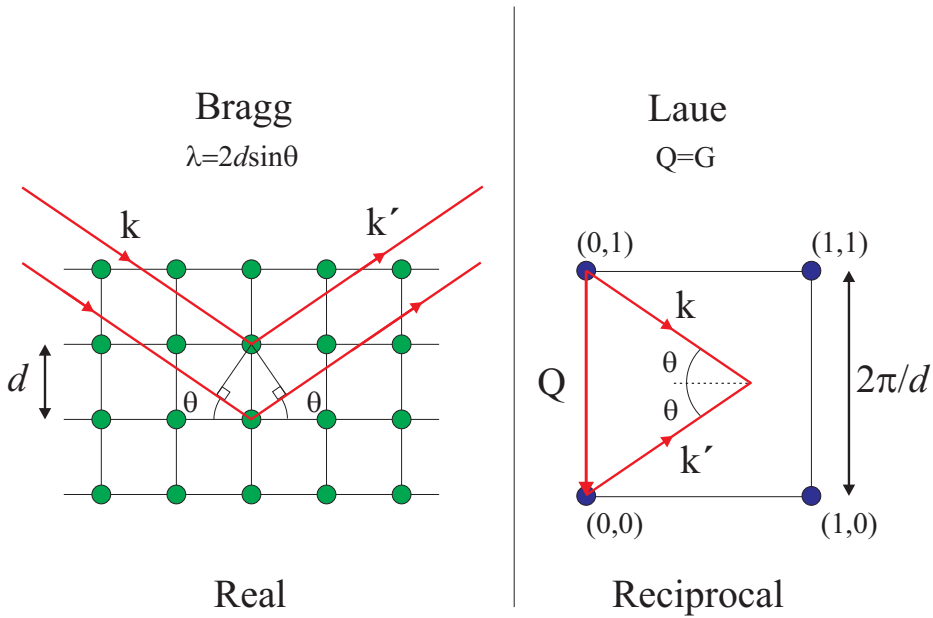 Bragg
λ=2dsinθ
k
k´
d
θ
θ
Real
Laue
Q=G
(0,1)
(1,1)
k
θ
Q
2π/d
θ
k´
(0,0)
(1,0)
Reciprocal